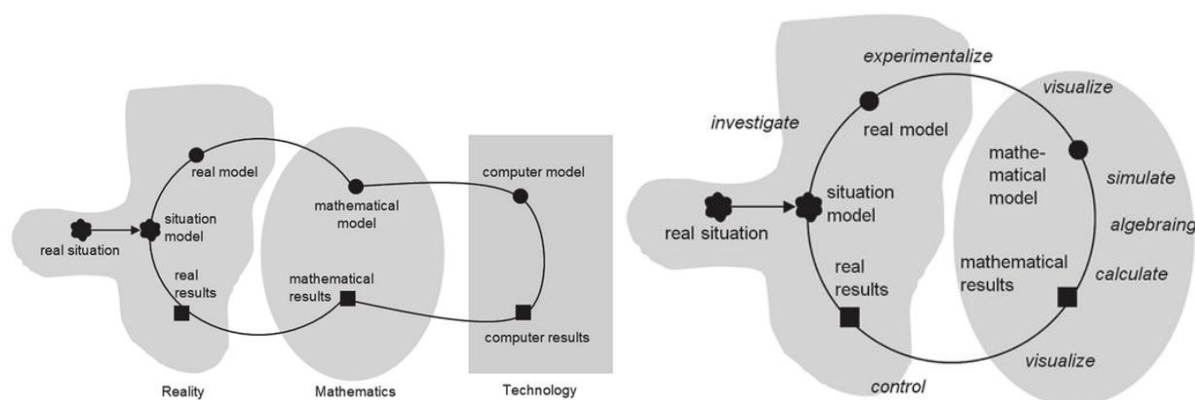 real model
situation
model
real situation
real
results
mathematical
model
mathematical
results
computer model
computer results
Reality
Mathematics
Technology
experimentalize
visualize
investigate
real model
mathe-
matical
model
simulate
situation
model
real situation
algebraing
real
results
mathematical
results
calculate
visualize
control